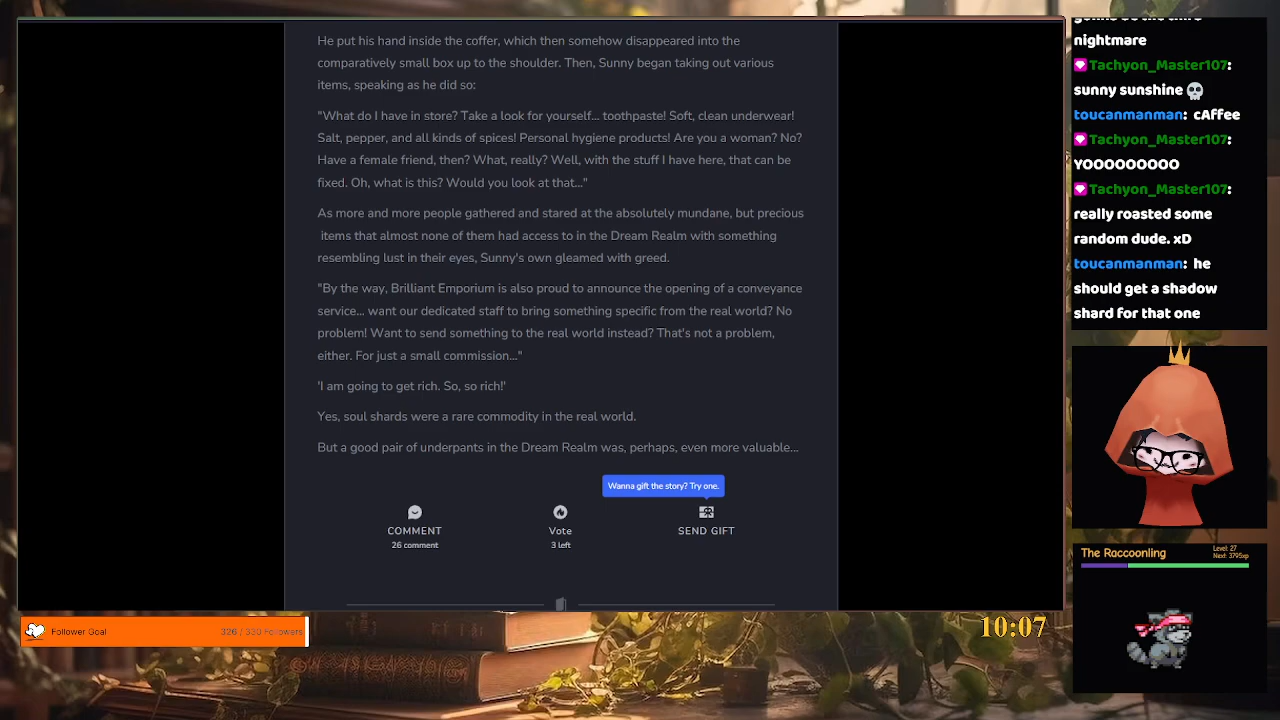 He put his hand inside the coffer, which then somehow disappeared into the
comparatively small box up to the shoulder. Then, Sunny began taking out various
items, speaking as he did so:
"What do I have in store? Take a look for yourself... toothpaste! Soft, clean underwear!
Salt, pepper, and all kinds of spices! Personal hygiene products! Are you a woman? No?
Have a female friend, then? What, really? Well, with the stuff I have here, that can be
fixed. Oh, what is this? Would you look at that..."
As more and more people gathered and stared at the absolutely mundane, but precious
items that almost none of them had access to in the Dream Realm with something
resembling lust in their eyes, Sunny's own gleamed with greed.
"By the way, Brilliant Emporium is also proud to announce the opening of a conveyance
service... want our dedicated staff to bring something specific from the real world? No
problem! Want to send something to the real world instead? That's not a problem,
either. For just a small commission..."
'I am going to get rich. So, so rich!'
Yes, soul shards were a rare commodity in the real world.
But a good pair of underpants in the Dream Realm was, perhaps, even more valuable...
Wanna gift the story? Try one.
COMMENT
26 comment
Vote
3 left
SEND GIFT
nightmare
Tachyon_Master107:
sunny sunshine 💀
toucanmanman: cAffee
Tachyon_Master107:
YOOOOOOOOO
Tachyon_Master107:
really roasted some
random dude. xD
toucanmanman: he
should get a shadow
shard for that one
The Raccoonling
Level: 27
Next: 3795xp
Follower Goal
326 / 330 Followers
10:07